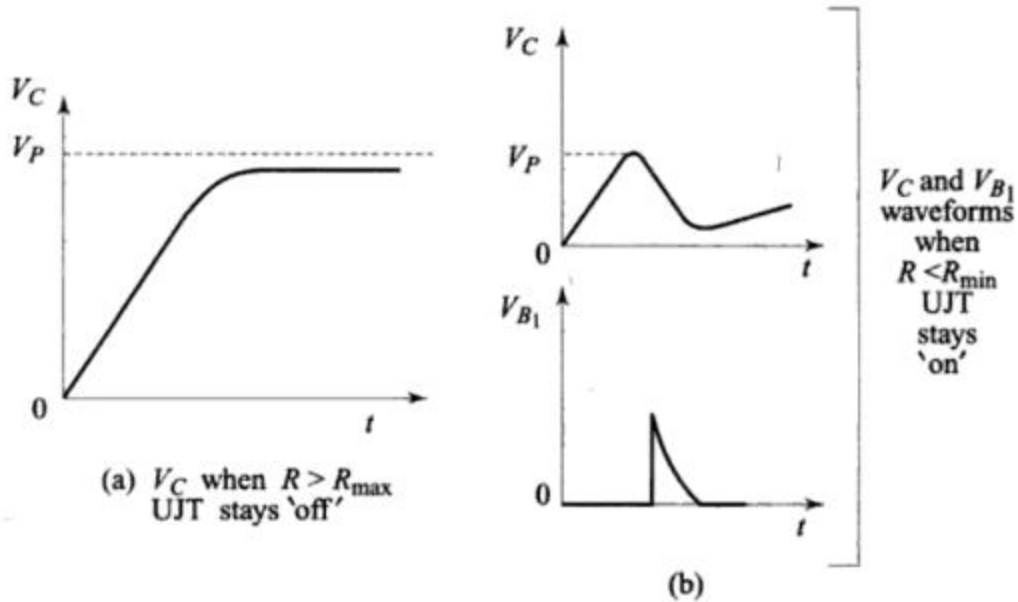 V_C
V_P
0
t
(a) V_C when R > R_max
UJT stays ‵off′
V_C
V_P
0
t
V_B1
0
t
(b)
V_C and V_B1
waveforms
when
R < R_min
UJT
stays
‵on′